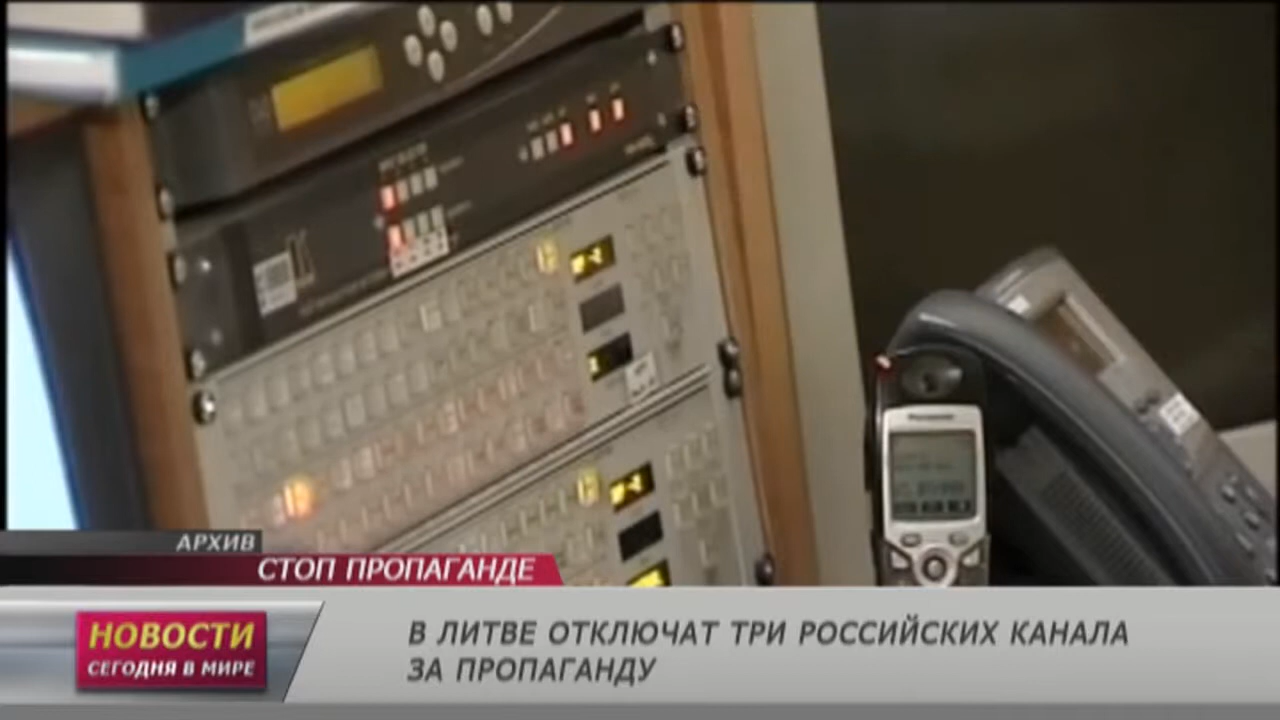 АРХИВ
СТОП ПРОПАГАНДЕ
НОВОСТИ
СЕГОДНЯ В МИРЕ
В ЛИТВЕ ОТКЛЮЧАТ ТРИ РОССИЙСКИХ КАНАЛА
ЗА ПРОПАГАНДУ
Panasonic